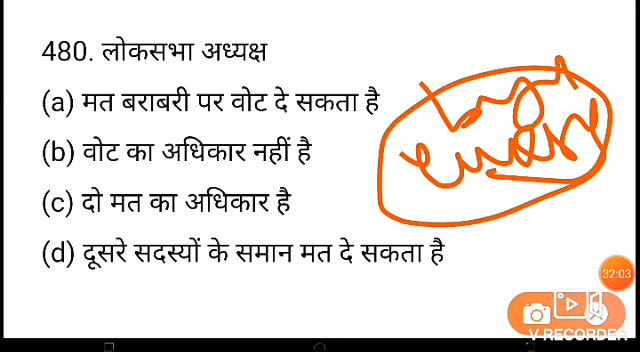 480. लोकसभा अध्यक्ष
(a) मत बराबरी पर वोट दे सकता है
(b) वोट का अधिकार नहीं है
(c) दो मत का अधिकार है
(d) दूसरे सदस्यों के समान मत दे सकता है
32:03
V RECORDER